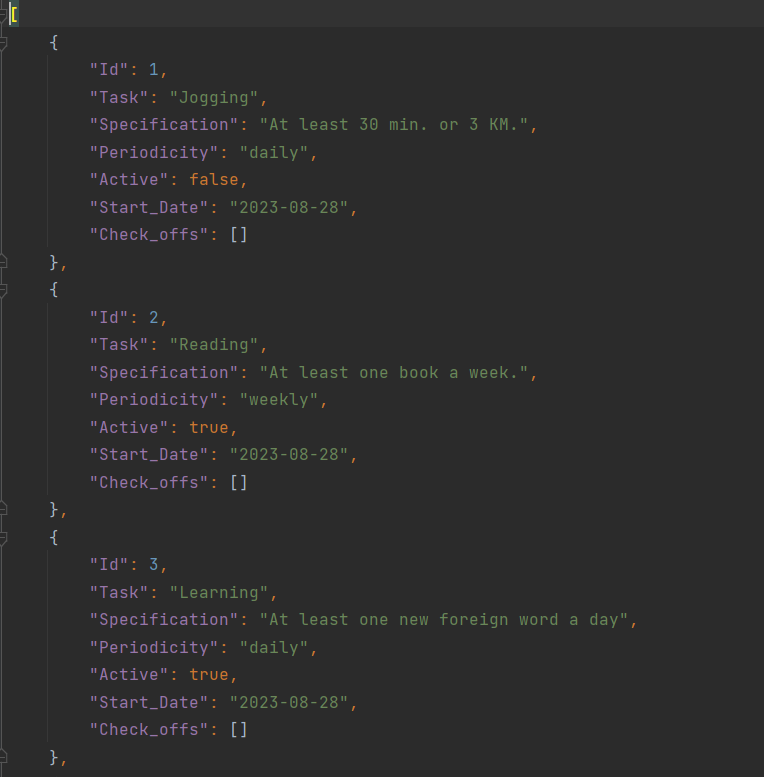 [
    {
        "Id": 1,
        "Task": "Jogging",
        "Specification": "At least 30 min. or 3 KM.",
        "Periodicity": "daily",
        "Active": false,
        "Start_Date": "2023-08-28",
        "Check_offs": []
    },
    {
        "Id": 2,
        "Task": "Reading",
        "Specification": "At least one book a week.",
        "Periodicity": "weekly",
        "Active": true,
        "Start_Date": "2023-08-28",
        "Check_offs": []
    },
    {
        "Id": 3,
        "Task": "Learning",
        "Specification": "At least one new foreign word a day",
        "Periodicity": "daily",
        "Active": true,
        "Start_Date": "2023-08-28",
        "Check_offs": []
    },